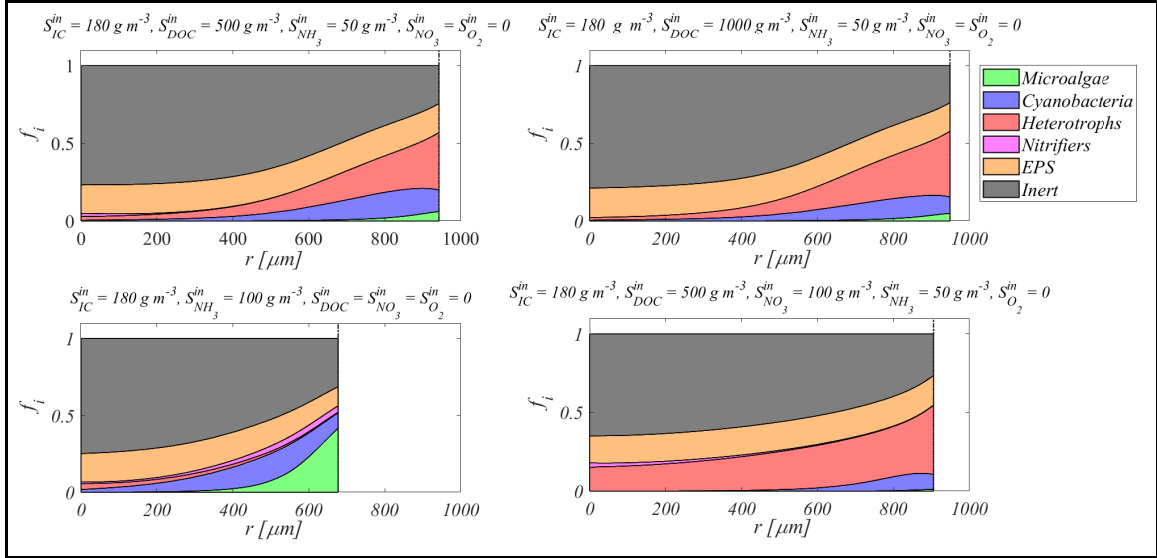 S_IC^in = 180 g m^-3, S_DOC^in = 500 g m^-3, S_NH3^in = 50 g m^-3, S_NO3^in = S_O2^in = 0
1
0.5
0
f_i
0 200 400 600 800 1000
r [μm]
S_IC^in = 180 g m^-3, S_DOC^in = 1000 g m^-3, S_NH3^in = 50 g m^-3, S_NO3^in = S_O2^in = 0
1
0.5
0
f_i
0 200 400 600 800 1000
r [μm]
Microalgae
Cyanobacteria
Heterotrophs
Nitrifiers
EPS
Inert
S_IC^in = 180 g m^-3, S_NH3^in = 100 g m^-3, S_DOC^in = S_NO3^in = S_O2^in = 0
1
0.5
0
f_i
0 200 400 600 800 1000
r [μm]
S_IC^in = 180 g m^-3, S_DOC^in = 500 g m^-3, S_NO3^in = 100 g m^-3, S_NH3^in = 50 g m^-3, S_O2^in = 0
1
0.5
0
f_i
0 200 400 600 800 1000
r [μm]